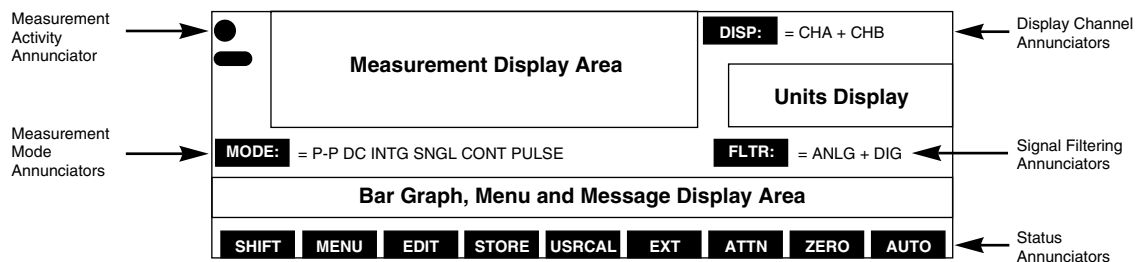 Measurement
Activity
Annunciator
Measurement Display Area
DISP: = CHA + CHB
Display Channel
Annunciators
Units Display
Measurement
Mode
Annunciators
MODE: = P-P DC INTG SNGL CONT PULSE
FLTR: = ANLG + DIG
Signal Filtering
Annunciators
Bar Graph, Menu and Message Display Area
SHIFT MENU EDIT STORE USRCAL EXT ATTN ZERO AUTO
Status
Annunciators